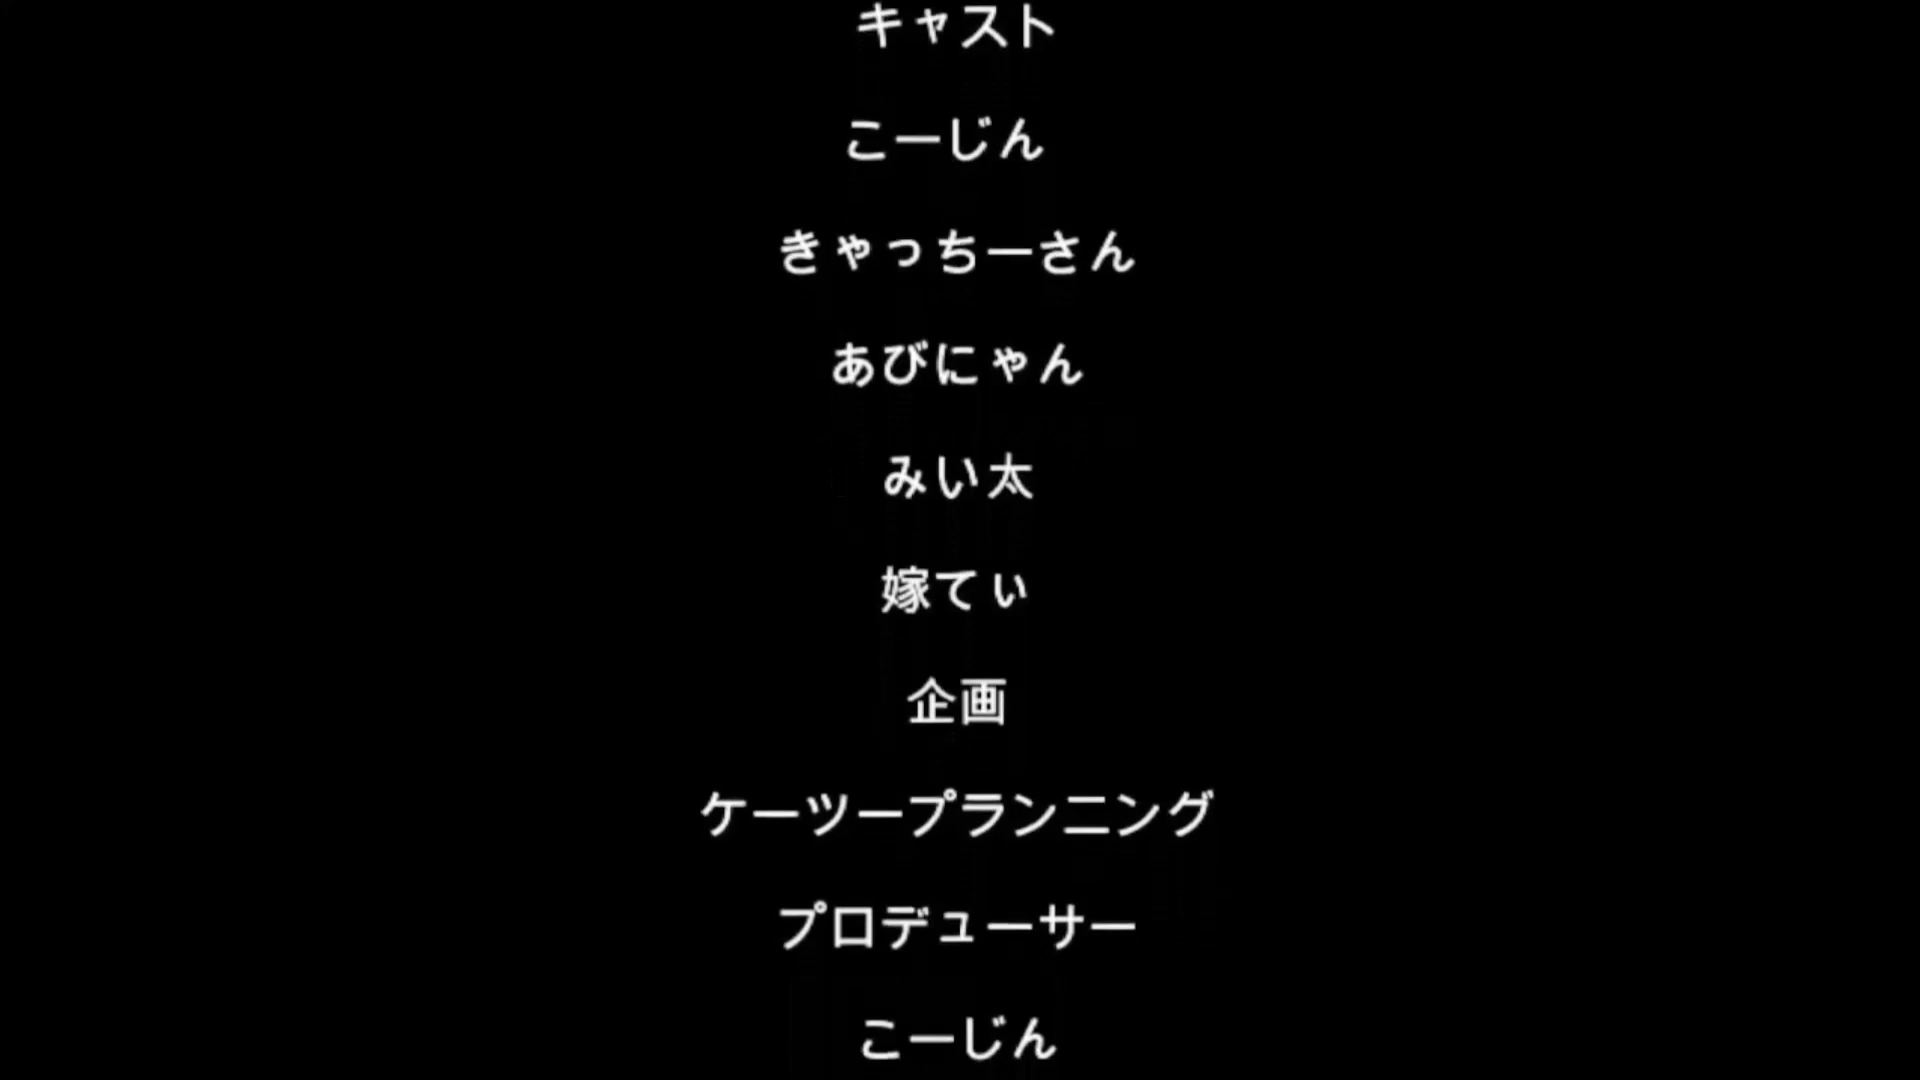 キャスト
こーじん
きゃっちーさん
あびにゃん
みい太
嫁てぃ
企画
ケーツープランニング
プロデューサー
こーじん